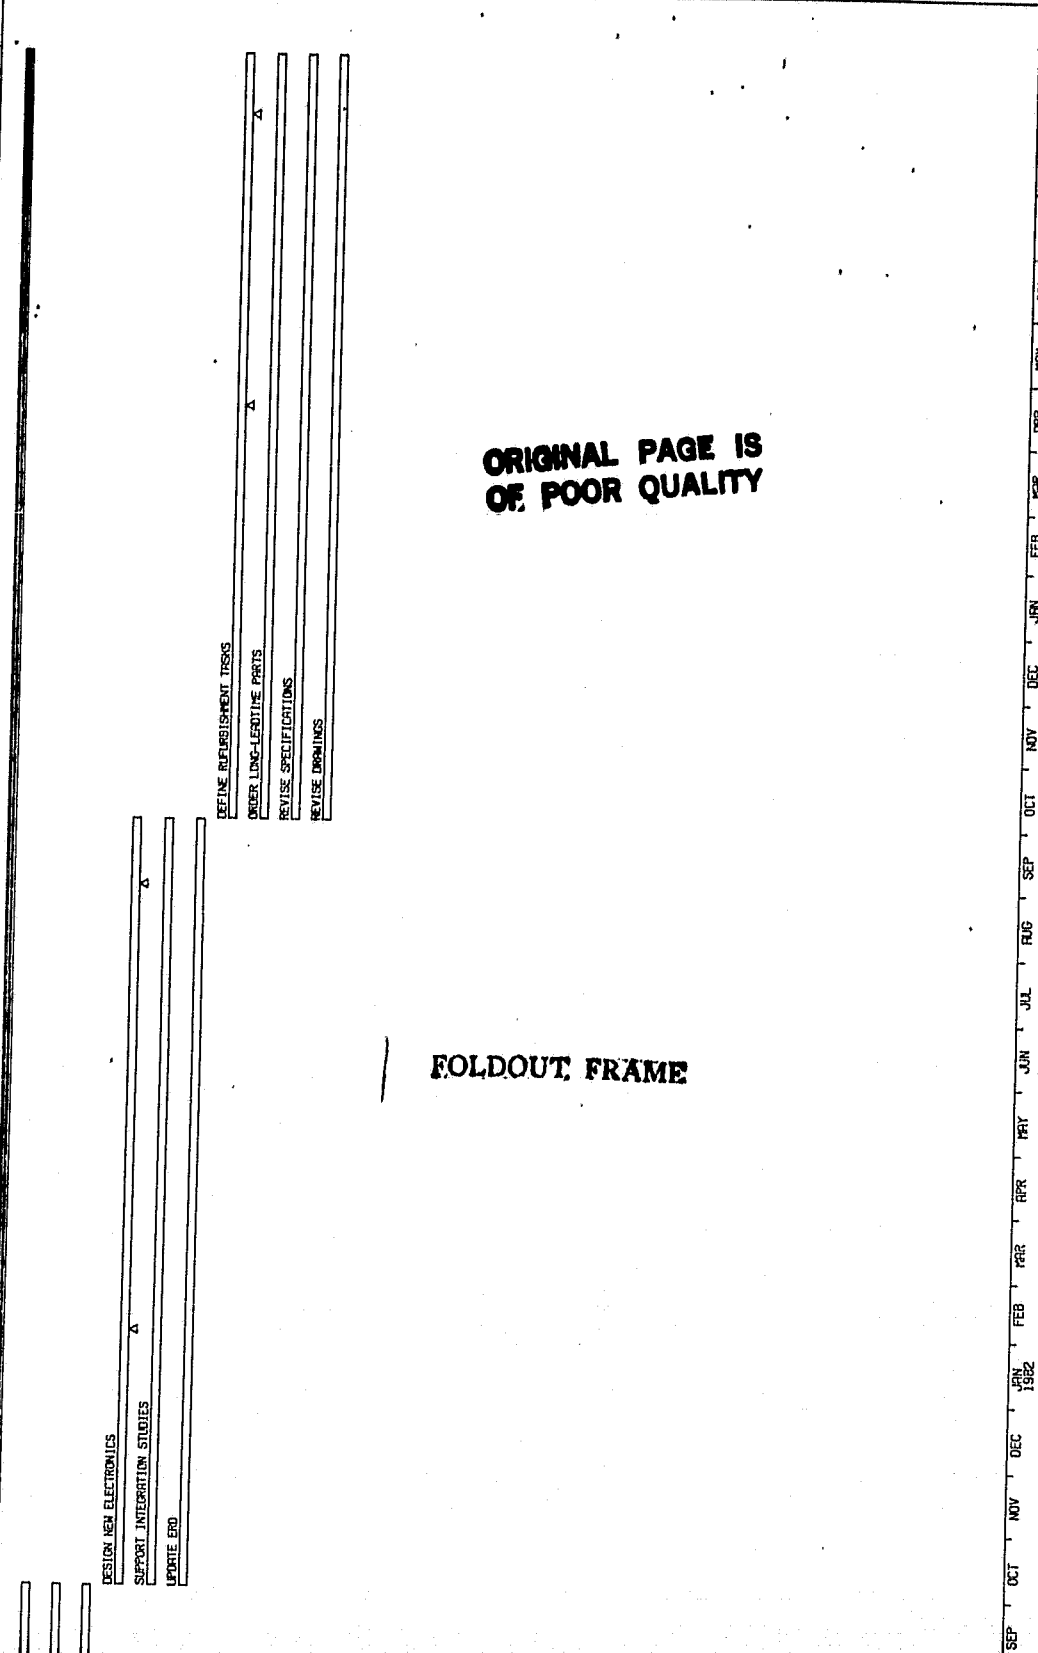 DESIGN NEW ELECTRONICS
SUPPORT INTEGRATION STUDIES
UPDATE ERD
DEFINE RUFURBISHMENT TASKS
ORDER LONG-LEADTIME PARTS
REVISE SPECIFICATIONS
REVISE DRAWINGS
ORIGINAL PAGE IS
OF POOR QUALITY
FOLDOUT FRAME
SEP OCT NOV DEC JAN FEB MAR APR MAY JUN JUL AUG SEP OCT NOV DEC JAN FEB MAR
1982